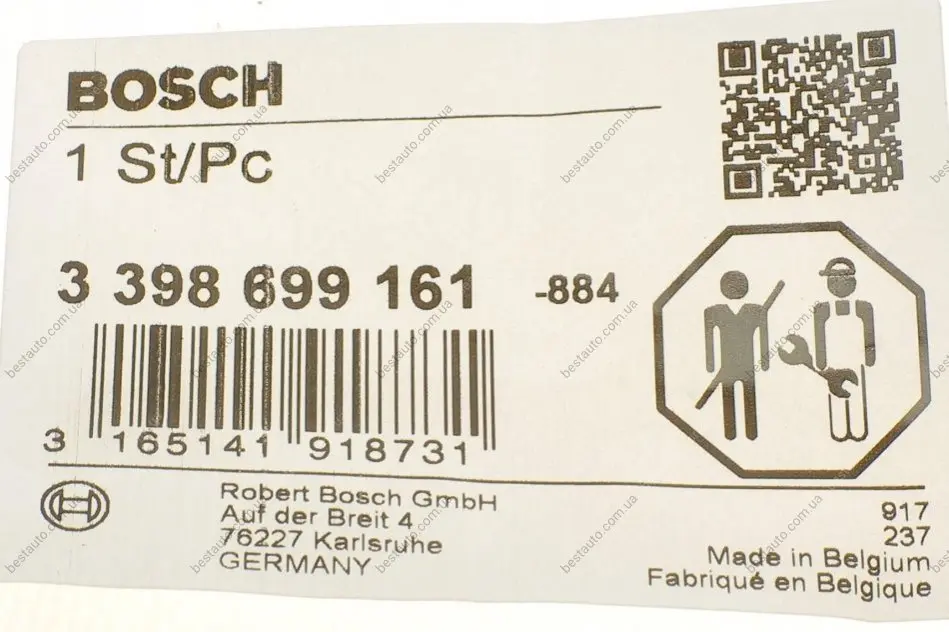 BOSCH
1 St/Pc
3 398 699 161 -884
3 165141 918731
Robert Bosch GmbH
Auf der Breit 4
76227 Karlsruhe
GERMANY
917
237
Made in Belgium
Fabriqué en Belgique
bestauto.com.ua